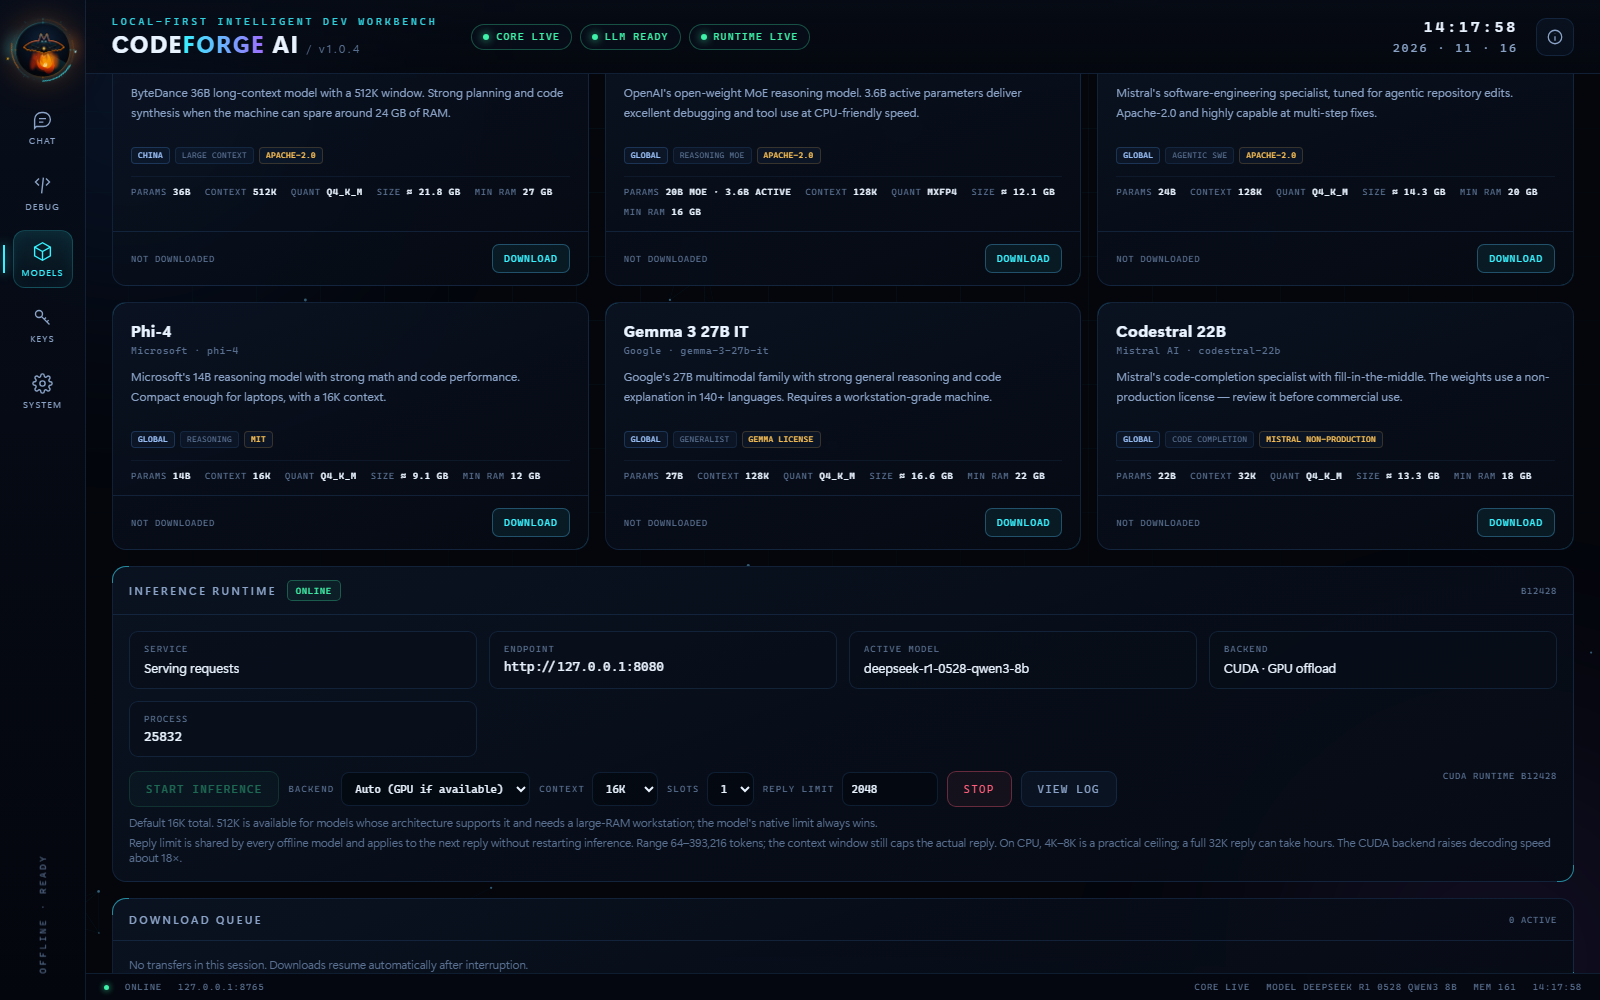 LOCAL-FIRST INTELLIGENT DEV WORKBENCH
CODEFORGE AI / v1.0.4
CORE LIVE
LLM READY
RUNTIME LIVE
14:17:58
2026 · 11 · 16
CHAT
DEBUG
MODELS
KEYS
SYSTEM
OFFLINE · READY
ByteDance 36B long-context model with a 512K window. Strong planning and code
synthesis when the machine can spare around 24 GB of RAM.
CHINA LARGE CONTEXT APACHE-2.0
PARAMS 36B CONTEXT 512K QUANT Q4_K_M SIZE ≈ 21.8 GB MIN RAM 27 GB
NOT DOWNLOADED DOWNLOAD
OpenAI's open-weight MoE reasoning model. 3.6B active parameters deliver
excellent debugging and tool use at CPU-friendly speed.
GLOBAL REASONING MOE APACHE-2.0
PARAMS 20B MOE · 3.6B ACTIVE CONTEXT 128K QUANT MXFP4 SIZE ≈ 12.1 GB
MIN RAM 16 GB
NOT DOWNLOADED DOWNLOAD
Mistral's software-engineering specialist, tuned for agentic repository edits.
Apache-2.0 and highly capable at multi-step fixes.
GLOBAL AGENTIC SWE APACHE-2.0
PARAMS 24B CONTEXT 128K QUANT Q4_K_M SIZE ≈ 14.3 GB MIN RAM 20 GB
NOT DOWNLOADED DOWNLOAD
Phi-4
Microsoft · phi-4
Microsoft's 14B reasoning model with strong math and code performance.
Compact enough for laptops, with a 16K context.
GLOBAL REASONING MIT
PARAMS 14B CONTEXT 16K QUANT Q4_K_M SIZE ≈ 9.1 GB MIN RAM 12 GB
NOT DOWNLOADED DOWNLOAD
Gemma 3 27B IT
Google · gemma-3-27b-it
Google's 27B multimodal family with strong general reasoning and code
explanation in 140+ languages. Requires a workstation-grade machine.
GLOBAL GENERALIST GEMMA LICENSE
PARAMS 27B CONTEXT 128K QUANT Q4_K_M SIZE ≈ 16.6 GB MIN RAM 22 GB
NOT DOWNLOADED DOWNLOAD
Codestral 22B
Mistral AI · codestral-22b
Mistral's code-completion specialist with fill-in-the-middle. The weights use a non-
production license — review it before commercial use.
GLOBAL CODE COMPLETION MISTRAL NON-PRODUCTION
PARAMS 22B CONTEXT 32K QUANT Q4_K_M SIZE ≈ 13.3 GB MIN RAM 18 GB
NOT DOWNLOADED DOWNLOAD
INFERENCE RUNTIME ONLINE B12428
SERVICE
Serving requests
ENDPOINT
http://127.0.0.1:8080
ACTIVE MODEL
deepseek-r1-0528-qwen3-8b
BACKEND
CUDA · GPU offload
PROCESS
25832
START INFERENCE BACKEND Auto (GPU if available) CONTEXT 16K SLOTS 1 REPLY LIMIT 2048 STOP VIEW LOG CUDA RUNTIME B12428
Default 16K total. 512K is available for models whose architecture supports it and needs a large-RAM workstation; the model's native limit always wins.
Reply limit is shared by every offline model and applies to the next reply without restarting inference. Range 64–393,216 tokens; the context window still caps the actual reply. On CPU, 4K–8K is a practical ceiling; a full 32K reply can take hours. The CUDA backend raises decoding speed
about 18×.
DOWNLOAD QUEUE 0 ACTIVE
No transfers in this session. Downloads resume automatically after interruption.
ONLINE 127.0.0.1:8765 CORE LIVE MODEL DEEPSEEK R1 0528 QWEN3 8B MEM 161 14:17:58